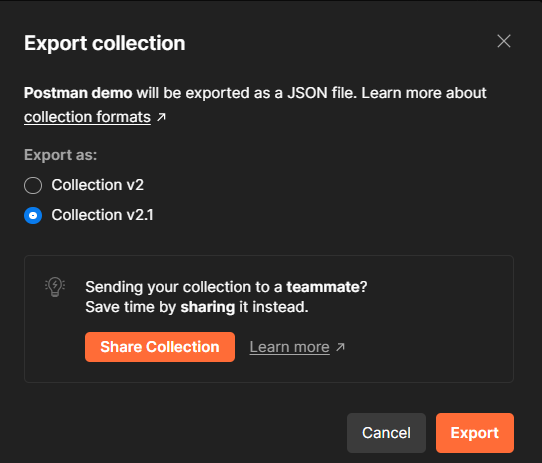 Export collection
Postman demo will be exported as a JSON file. Learn more about
collection formats ↗
Export as:
Collection v2
Collection v2.1
Sending your collection to a teammate?
Save time by sharing it instead.
Share Collection Learn more ↗
Cancel Export